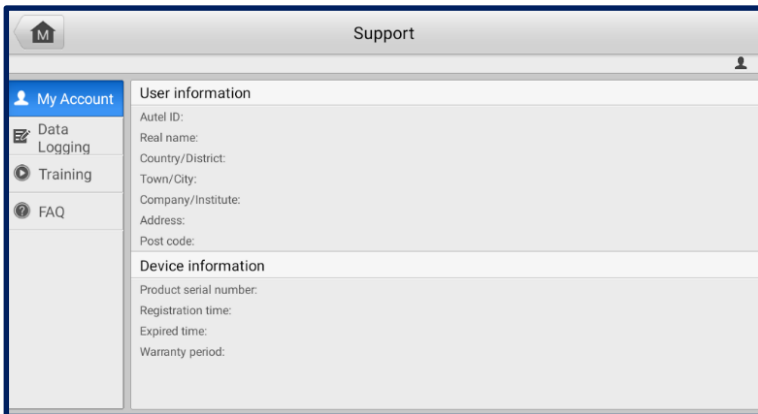 M
Support
My Account
Data
Logging
Training
FAQ
User information
Autel ID:
Real name:
Country/District:
Town/City:
Company/Institute:
Address:
Post code:
Device information
Product serial number:
Registration time:
Expired time:
Warranty period: